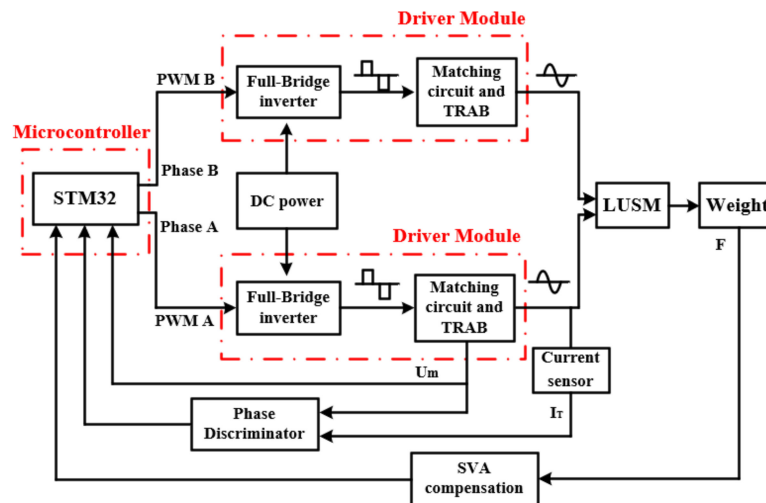 Driver Module
PWM B
Full-Bridge
inverter
Matching
circuit and
TRAB
Microcontroller
Phase B
STM32
DC power
LUSM
Weight
Phase A
F
Driver Module
PWM A
Full-Bridge
inverter
Matching
circuit and
TRAB
Current
sensor
Um
Phase
Discriminator
IT
SVA
compensation